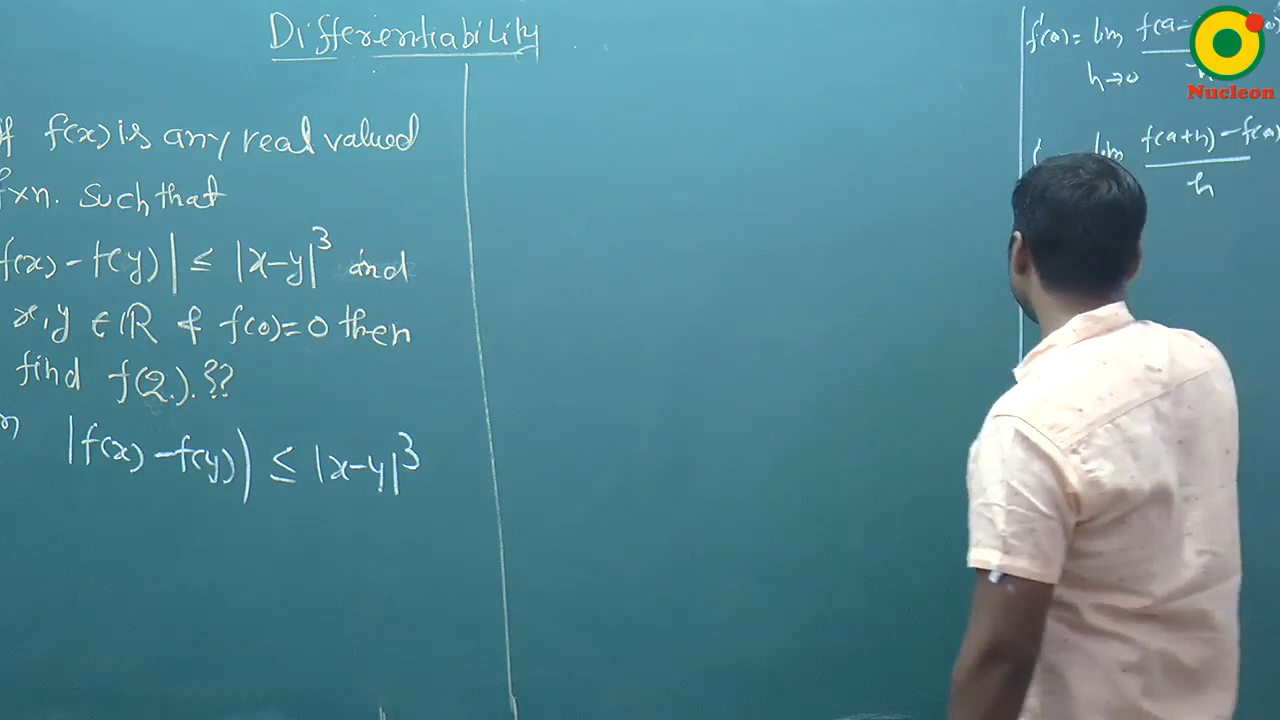 Differentiability
If f(x) is any real valued
fxn. such that
f(x) - f(y)| ≤ |x-y|^3 and
x,y ∈ R & f(0)=0 then
find f(2).??
|f(x) - f(y)| ≤ |x-y|^3
f'(a) = lim f(a-
h→0
lim f(a+h) - f(a)
h
Nucleon